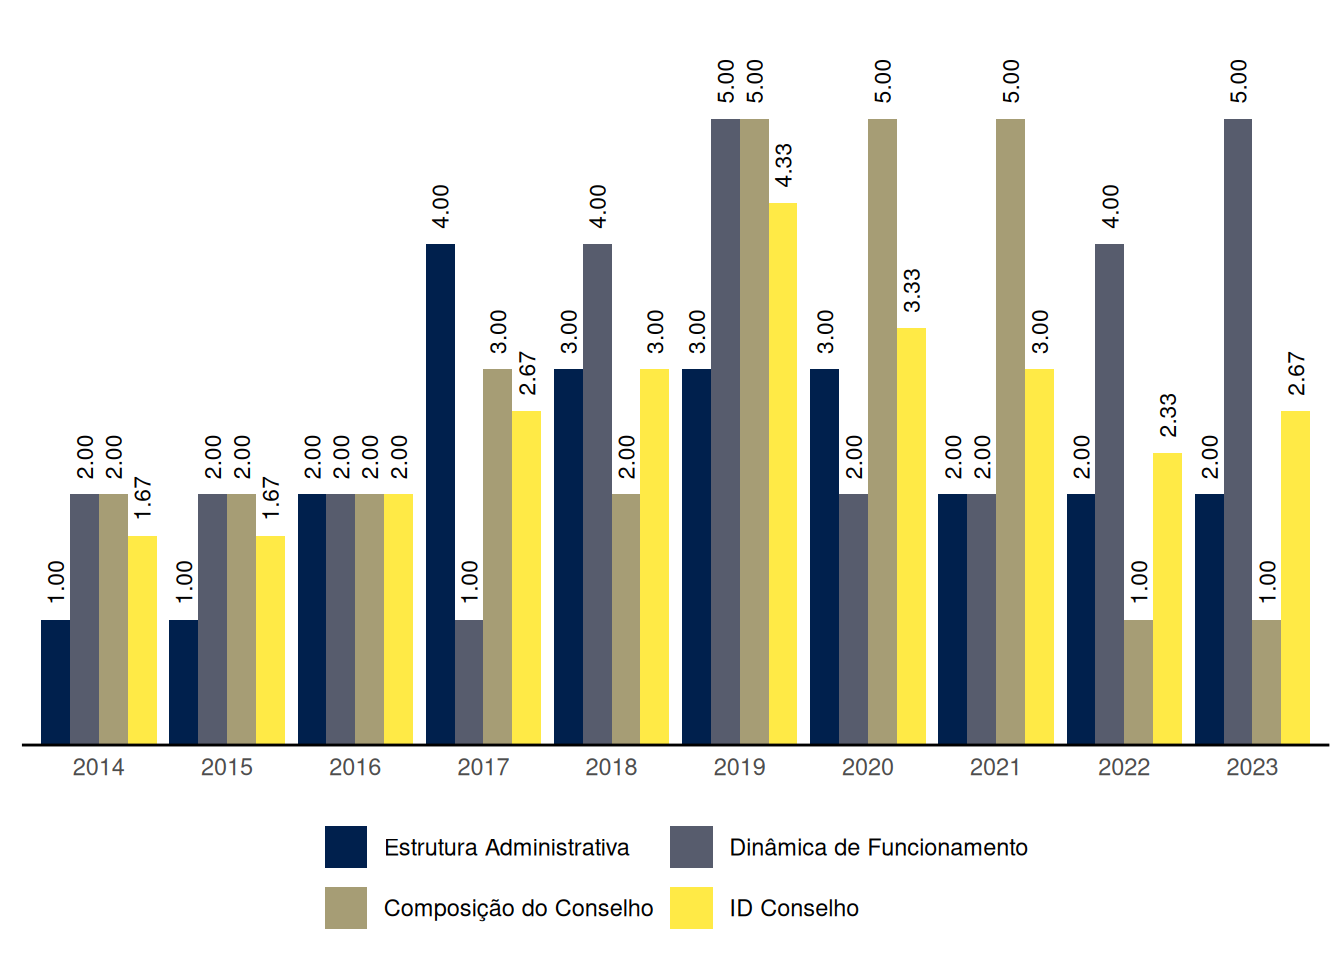 5.00 5.00 5.00 5.00 5.00
4.33
4.00 4.00 4.00
3.33
3.00 3.00 3.00 3.00 3.00 3.00
2.67 2.67
2.33
2.00 2.00 2.00 2.00 2.00 2.00 2.00 2.00 2.00 2.00 2.00 2.00 2.00 2.00 2.00
1.67 1.67
1.00 1.00 1.00 1.00 1.00
2014 2015 2016 2017 2018 2019 2020 2021 2022 2023
Estrutura Administrativa Dinâmica de Funcionamento
Composição do Conselho ID Conselho